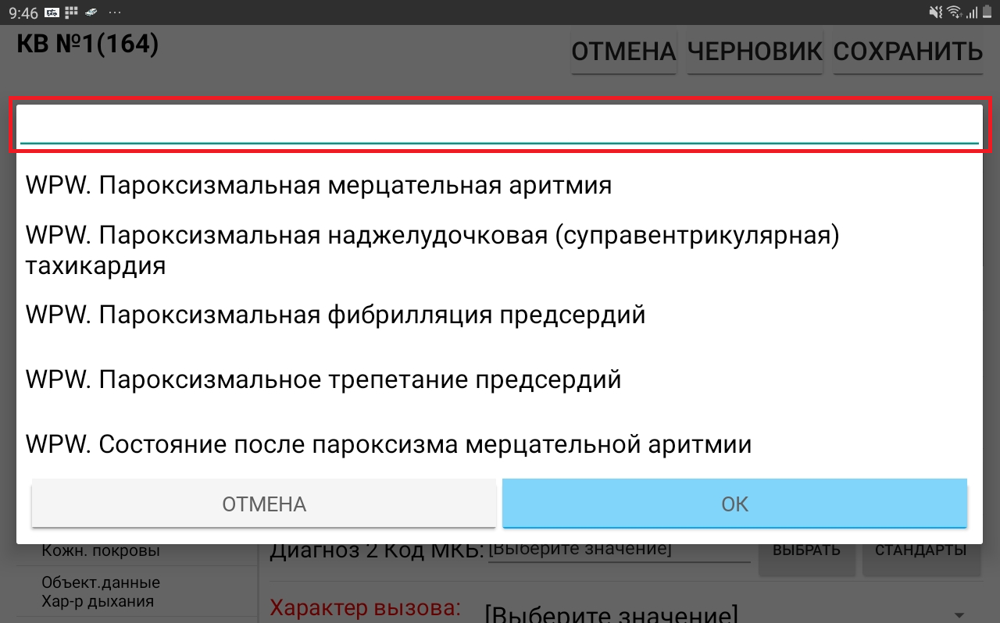 9:46
КВ №1(164)
ОТМЕНА ЧЕРНОВИК СОХРАНИТЬ
WPW. Пароксизмальная мерцательная аритмия
WPW. Пароксизмальная наджелудочковая (суправентрикулярная)
тахикардия
WPW. Пароксизмальная фибрилляция предсердий
WPW. Пароксизмальное трепетание предсердий
WPW. Состояние после пароксизма мерцательной аритмии
ОТМЕНА ОК
Кожн. покровы
Диагноз 2 Код МКБ: [Выберите значение] ВЫБРАТЬ СТАНДАРТЫ
Объект.данные
Хар-р дыхания
Характер вызова: [Выберите значение]